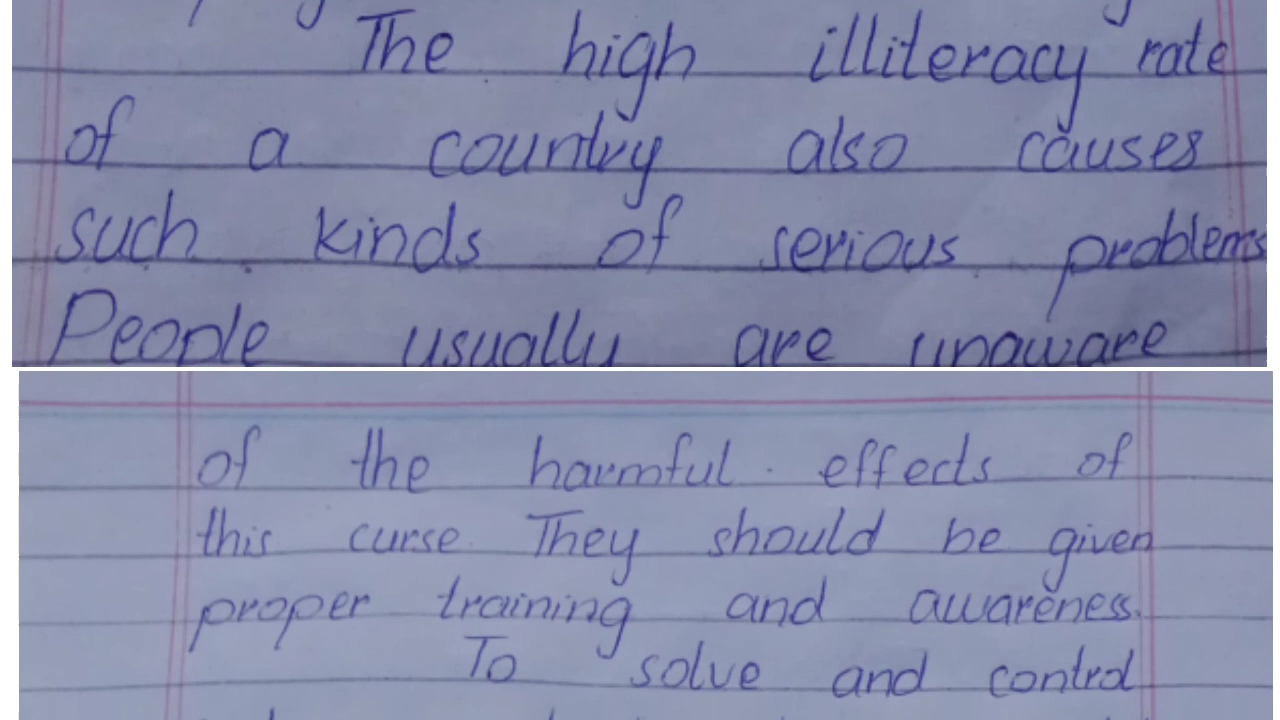 The high illiteracy rate
of a country also causes
such kinds of serious problems
People usually are unaware
of the harmful effects of
this curse. They should be given
proper training and awareness.
To solve and control